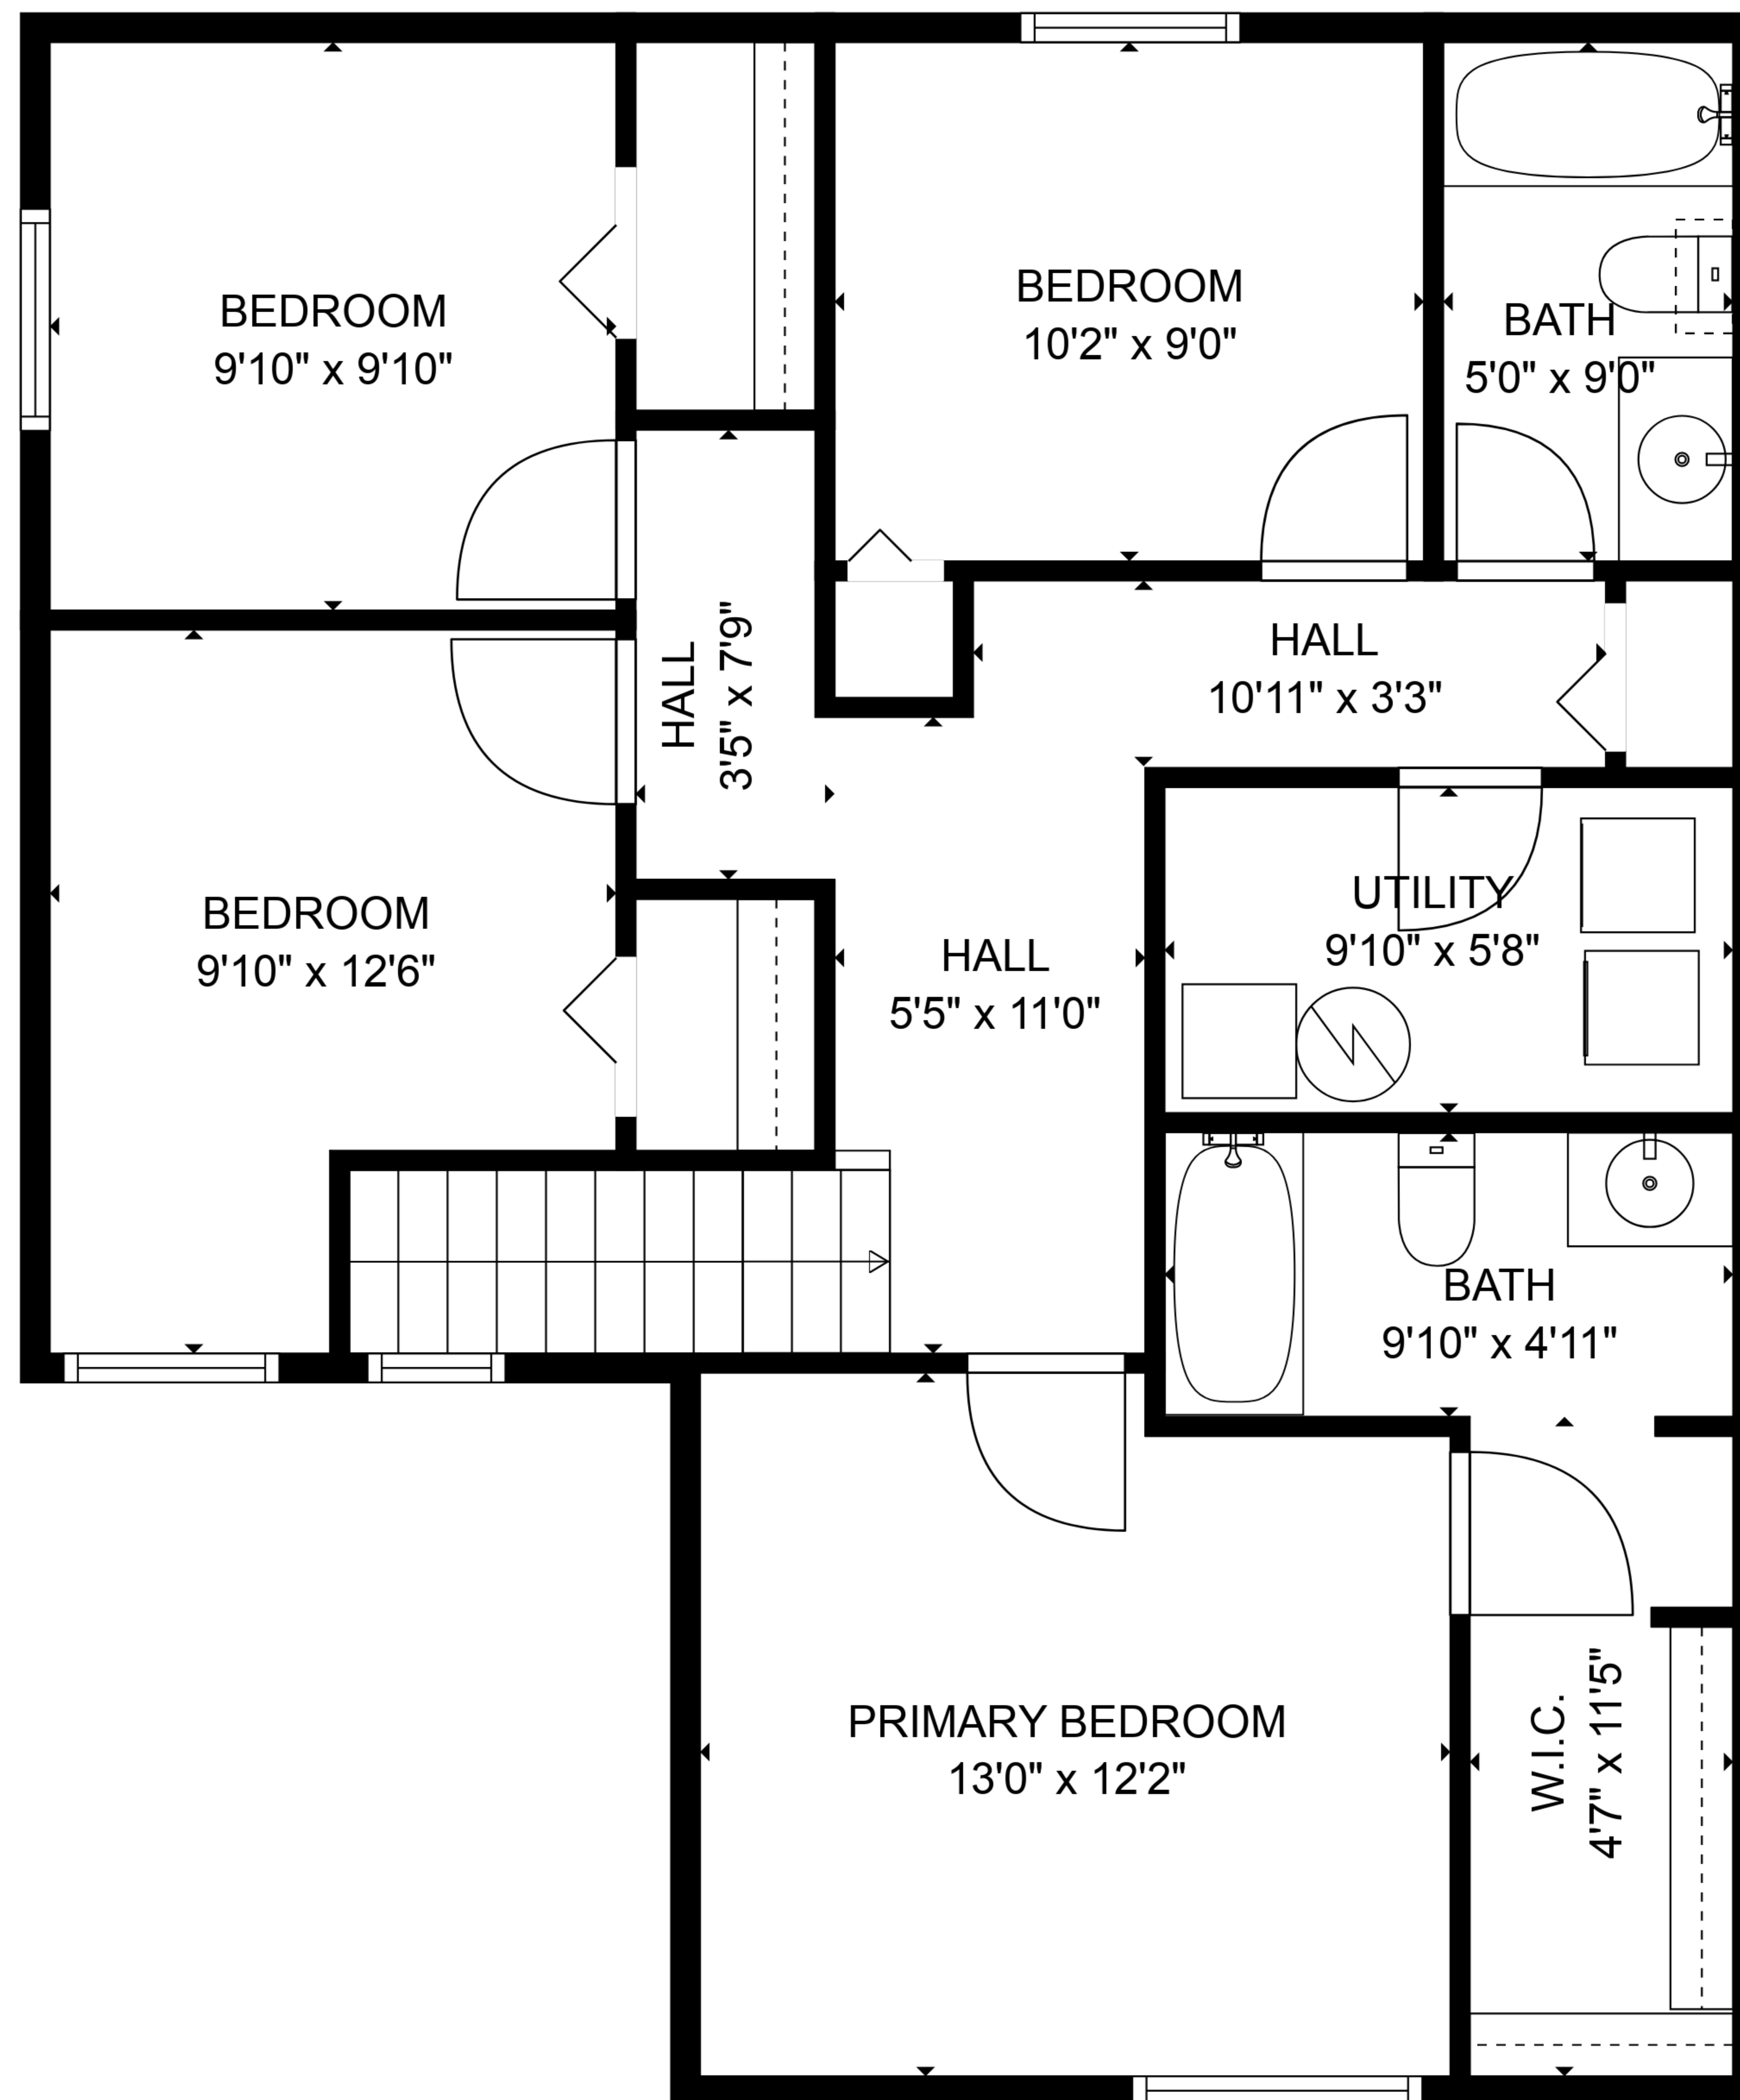 BEDROOM
9'10" x 9'10"
BEDROOM
10'2" x 9'0"
BATH
5'0" x 9'0"
HALL
3'5" x 7'9"
HALL
10'11" x 3'3"
BEDROOM
9'10" x 12'6"
HALL
5'5" x 11'0"
UTILITY
9'10" x 5'8"
BATH
9'10" x 4'11"
PRIMARY BEDROOM
13'0" x 12'2"
W.I.C.
4'7" x 11'5"